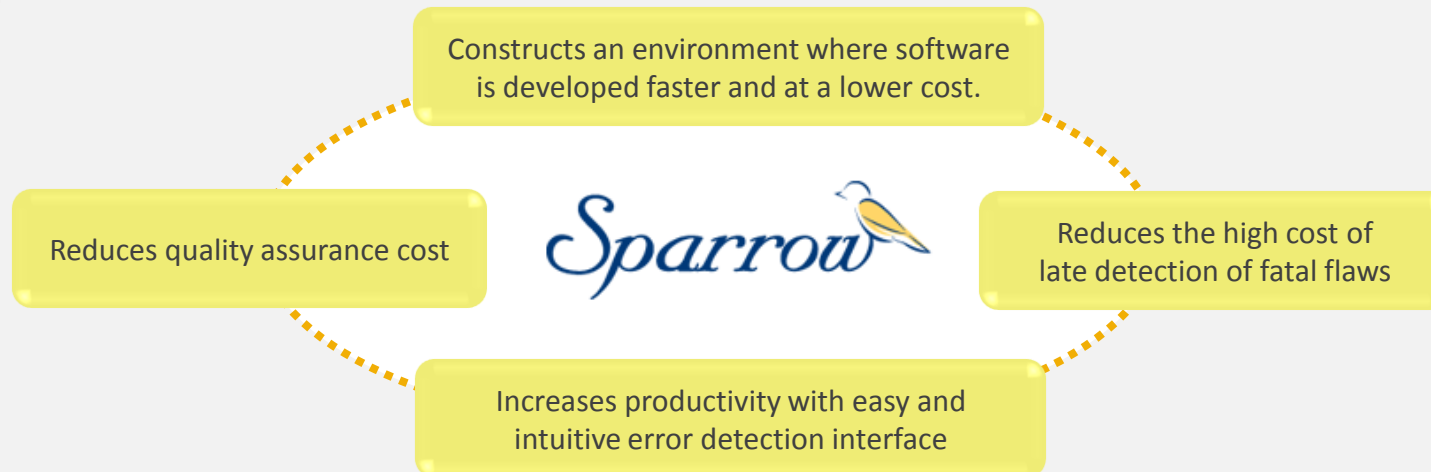 Constructs an environment where software
is developed faster and at a lower cost.
Reduces quality assurance cost
Sparrow
Reduces the high cost of
late detection of fatal flaws
Increases productivity with easy and
intuitive error detection interface